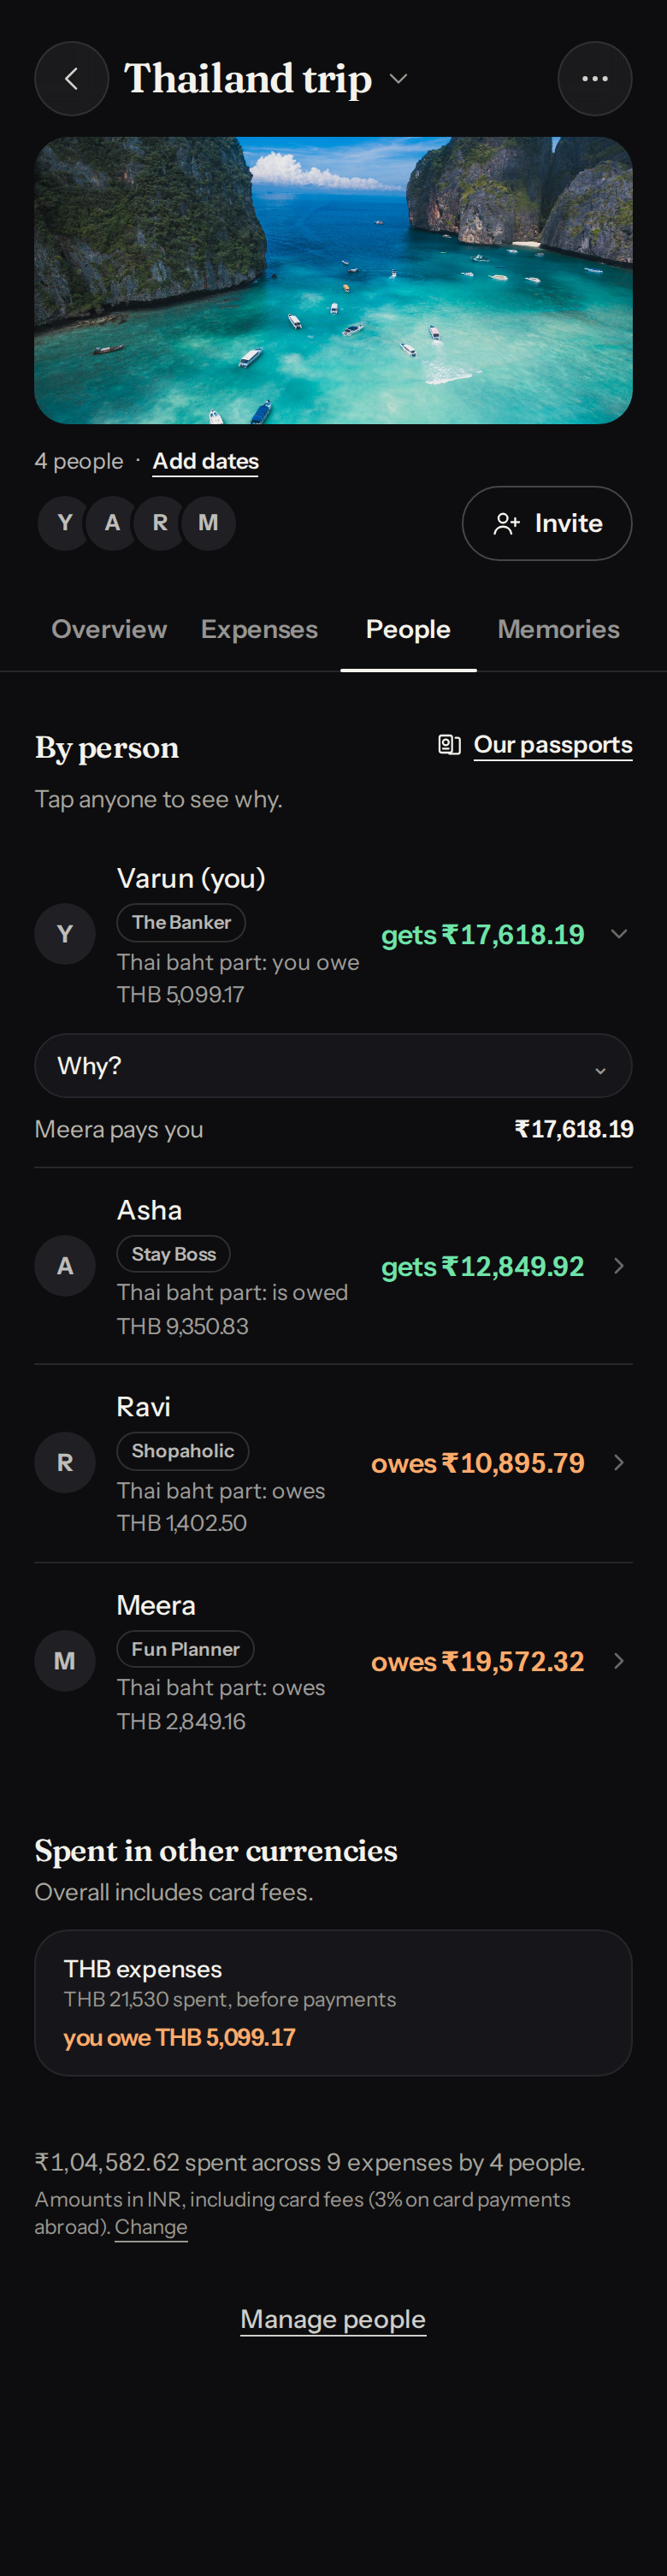 Thailand trip
4 people · Add dates
Y A R M
Invite
Overview Expenses People Memories
By person
Our passports
Tap anyone to see why.
Y
Varun (you)
The Banker
Thai baht part: you owe
THB 5,099.17
gets ₹17,618.19
Why?
Meera pays you ₹17,618.19
A
Asha
Stay Boss
Thai baht part: is owed
THB 9,350.83
gets ₹12,849.92
R
Ravi
Shopaholic
Thai baht part: owes
THB 1,402.50
owes ₹10,895.79
M
Meera
Fun Planner
Thai baht part: owes
THB 2,849.16
owes ₹19,572.32
Spent in other currencies
Overall includes card fees.
THB expenses
THB 21,530 spent, before payments
you owe THB 5,099.17
₹1,04,582.62 spent across 9 expenses by 4 people.
Amounts in INR, including card fees (3% on card payments
abroad). Change
Manage people